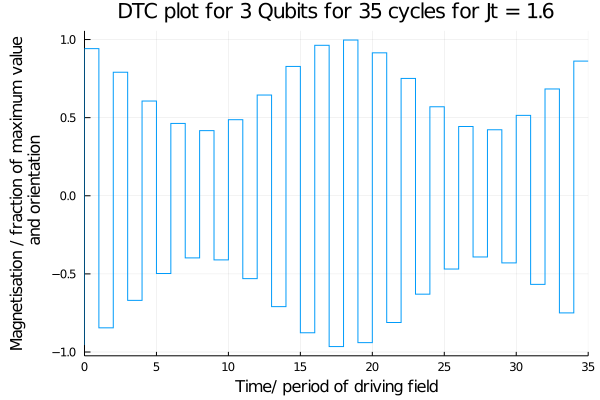 DTC plot for 3 Qubits for 35 cycles for Jt = 1.6
Magnetisation / fraction of maximum value
and orientation
1.0
0.5
0.0
−0.5
−1.0
0 5 10 15 20 25 30 35
Time/ period of driving field